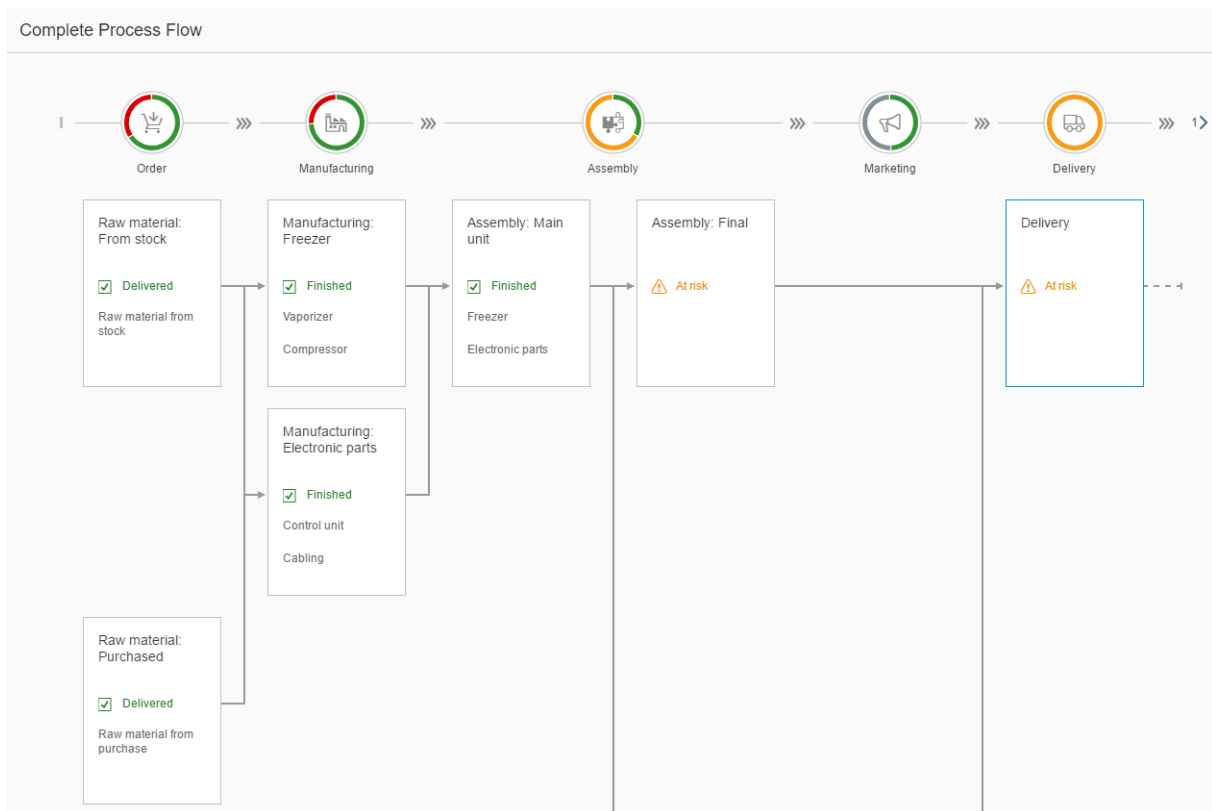 Complete Process Flow
1
Order
Manufacturing
Assembly
Marketing
Delivery
Raw material:
From stock
Delivered
Raw material from
stock
Manufacturing:
Freezer
Finished
Vaporizer
Compressor
Assembly: Main
unit
Finished
Freezer
Electronic parts
Assembly: Final
At risk
Delivery
At risk
Manufacturing:
Electronic parts
Finished
Control unit
Cabling
Raw material:
Purchased
Delivered
Raw material from
purchase